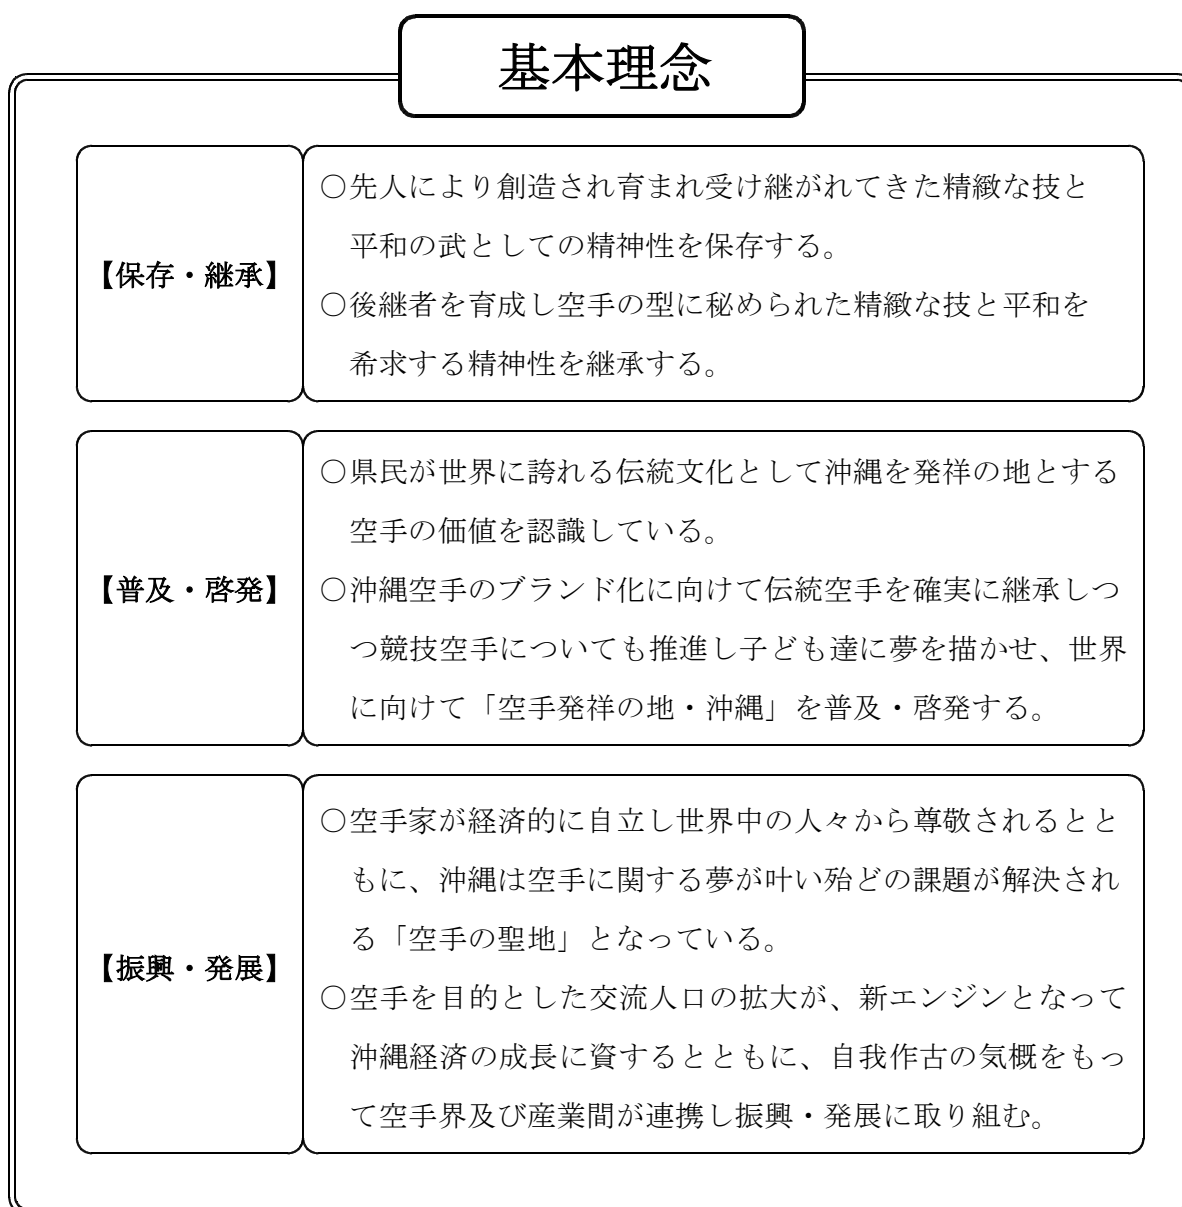 基本理念
【保存・継承】
○先人により創造され育まれ受け継がれてきた精緻な技と
平和の武としての精神性を保存する。
○後継者を育成し空手の型に秘められた精緻な技と平和を
希求する精神性を継承する。
【普及・啓発】
○県民が世界に誇れる伝統文化として沖縄を発祥の地とする
空手の価値を認識している。
○沖縄空手のブランド化に向けて伝統空手を確実に継承しつ
つ競技空手についても推進し子ども達に夢を描かせ、世界
に向けて「空手発祥の地・沖縄」を普及・啓発する。
【振興・発展】
○空手家が経済的に自立し世界中の人々から尊敬されるとと
もに、沖縄は空手に関する夢が叶い殆どの課題が解決され
る「空手の聖地」となっている。
○空手を目的とした交流人口の拡大が、新エンジンとなって
沖縄経済の成長に資するとともに、自我作古の気概をもっ
て空手界及び産業間が連携し振興・発展に取り組む。